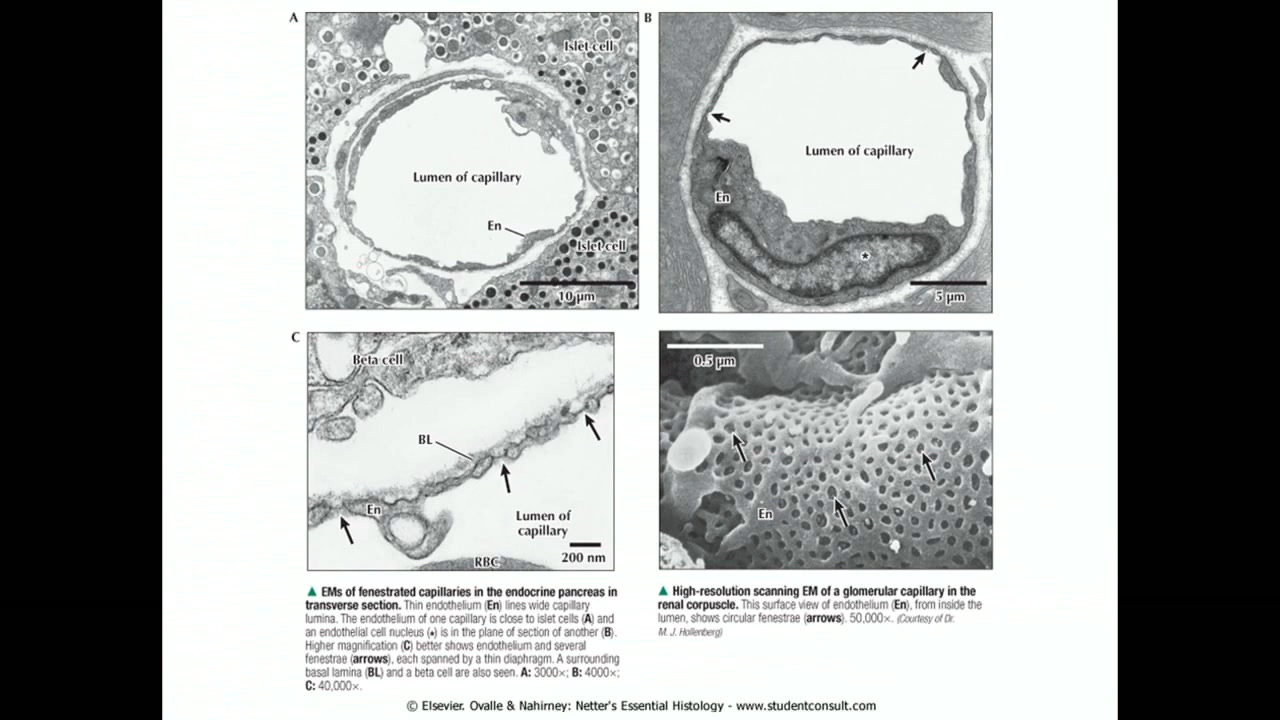 A
Islet cell
Lumen of capillary
En
Islet cell
10 µm
B
Lumen of capillary
En
*
5 µm
C
Beta cell
BL
En
Lumen of
capillary
200 nm
RBC
0.5 µm
En
▲ EMs of fenestrated capillaries in the endocrine pancreas in
transverse section. Thin endothelium (En) lines wide capillary
lumina. The endothelium of one capillary is close to islet cells (A) and
an endothelial cell nucleus (*) is in the plane of section of another (B).
Higher magnification (C) better shows endothelium and several
fenestrae (arrows), each spanned by a thin diaphragm. A surrounding
basal lamina (BL) and a beta cell are also seen. A: 3000×; B: 4000×;
C: 40,000×.
▲ High-resolution scanning EM of a glomerular capillary in the
renal corpuscle. This surface view of endothelium (En), from inside the
lumen, shows circular fenestrae (arrows). 50,000×. (Courtesy of Dr.
M. J. Hollenberg)
© Elsevier. Ovalle & Nahirney: Netter's Essential Histology - www.studentconsult.com